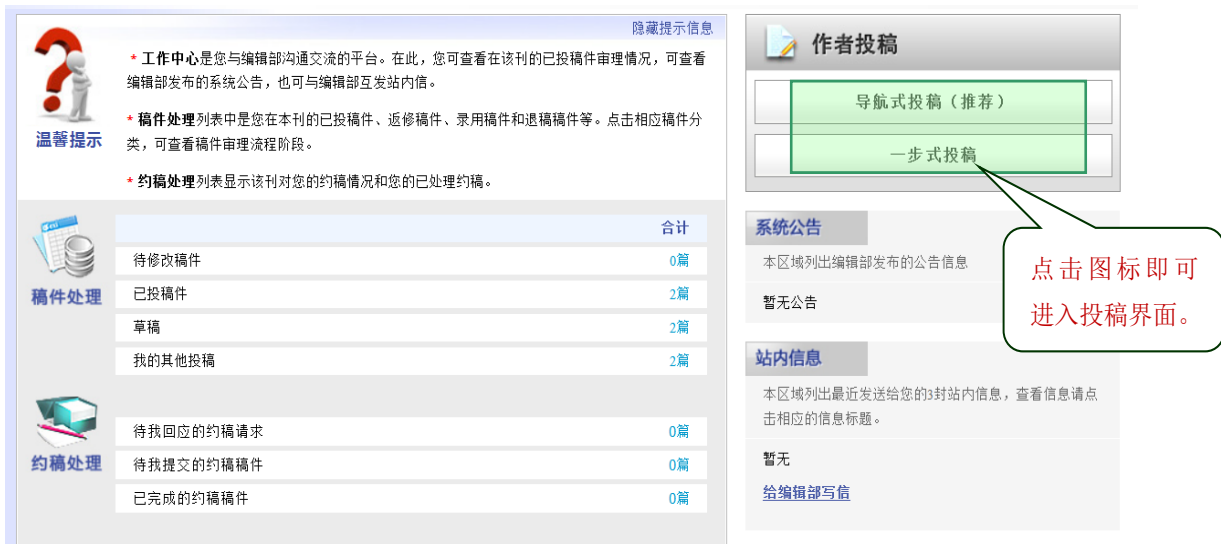 隐藏提示信息
* 工作中心是您与编辑部沟通交流的平台。在此，您可查看在该刊的已投稿件审理情况，可查看
编辑部发布的系统公告，也可与编辑部互发站内信。
* 稿件处理列表中是您在本刊的已投稿件、返修稿件、录用稿件和退稿稿件等。点击相应稿件分
类，可查看稿件审理流程阶段。
* 约稿处理列表显示该刊对您的约稿情况和您的已处理约稿。
温馨提示
稿件处理
合计
待修改稿件 0篇
已投稿件 2篇
草稿 2篇
我的其他投稿 2篇
约稿处理
待我回应的约稿请求 0篇
待我提交的约稿稿件 0篇
已完成的约稿稿件 0篇
作者投稿
导航式投稿（推荐）
一步式投稿
点击图标即可
进入投稿界面。
系统公告
本区域列出编辑部发布的公告信息
暂无公告
站内信息
本区域列出最近发送给您的3封站内信息，查看信息请点
击相应的信息标题。
暂无
给编辑部写信